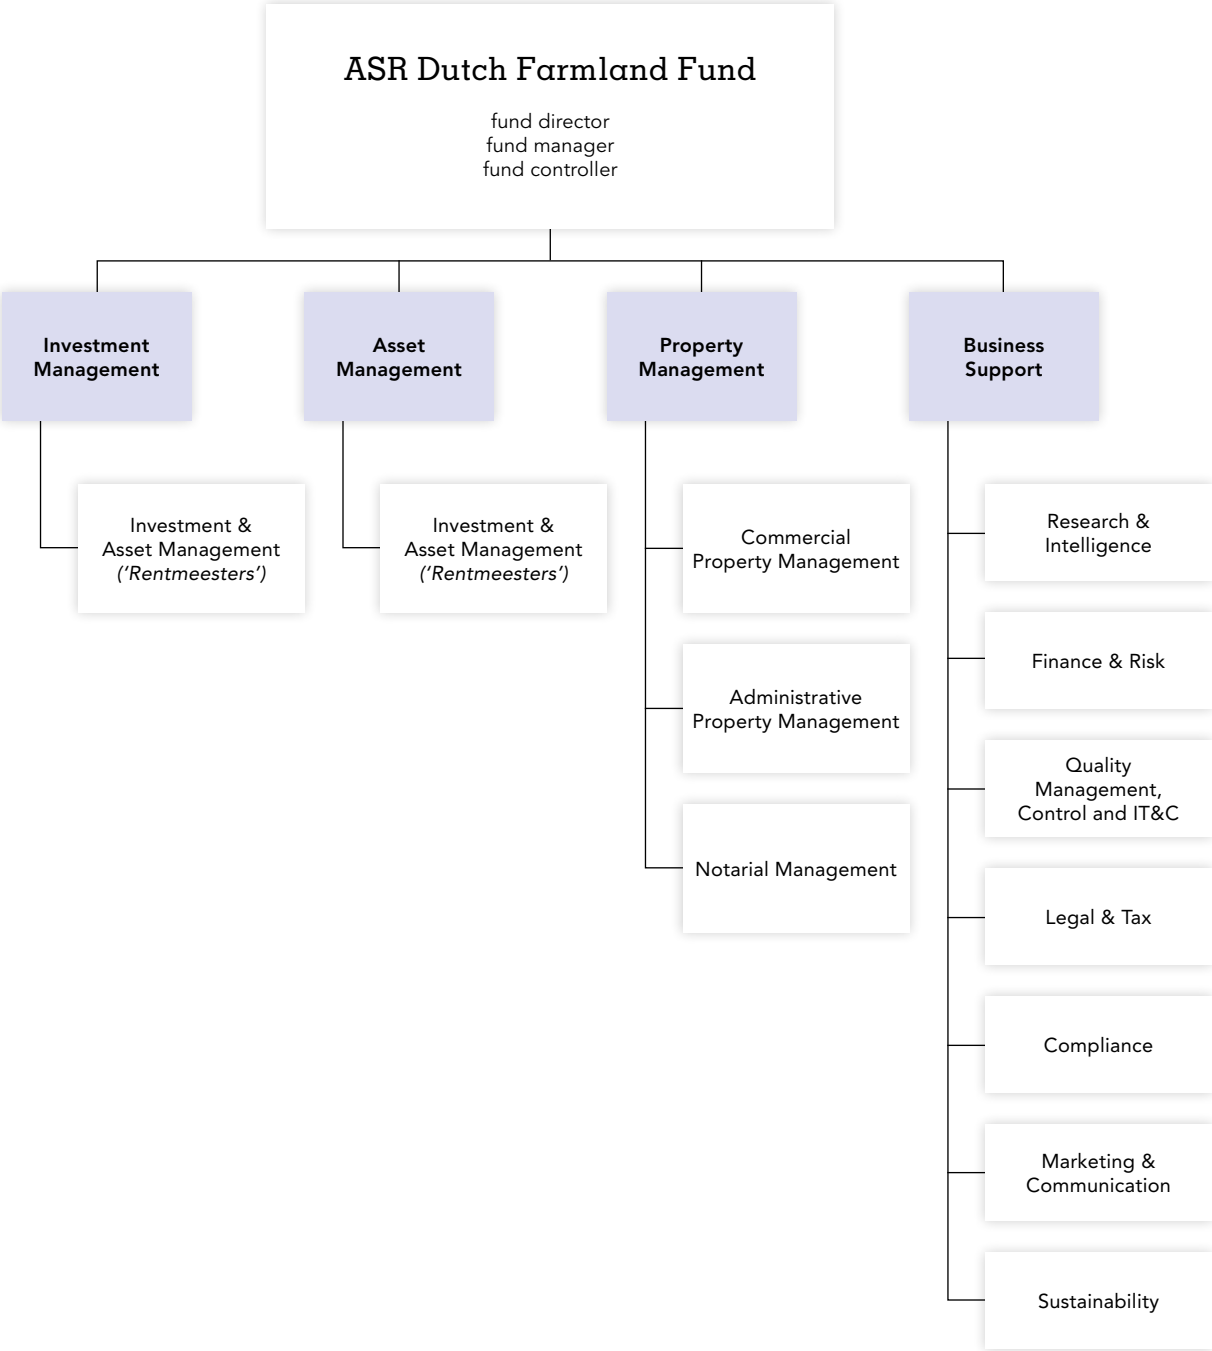 ASR Dutch Farmland Fund
fund director
fund manager
fund controller
Investment
Management
Asset
Management
Property
Management
Business
Support
Investment &
Asset Management
(‘Rentmeesters’)
Investment &
Asset Management
(‘Rentmeesters’)
Commercial
Property Management
Administrative
Property Management
Notarial Management
Research &
Intelligence
Finance & Risk
Quality
Management,
Control and IT&C
Legal & Tax
Compliance
Marketing &
Communication
Sustainability